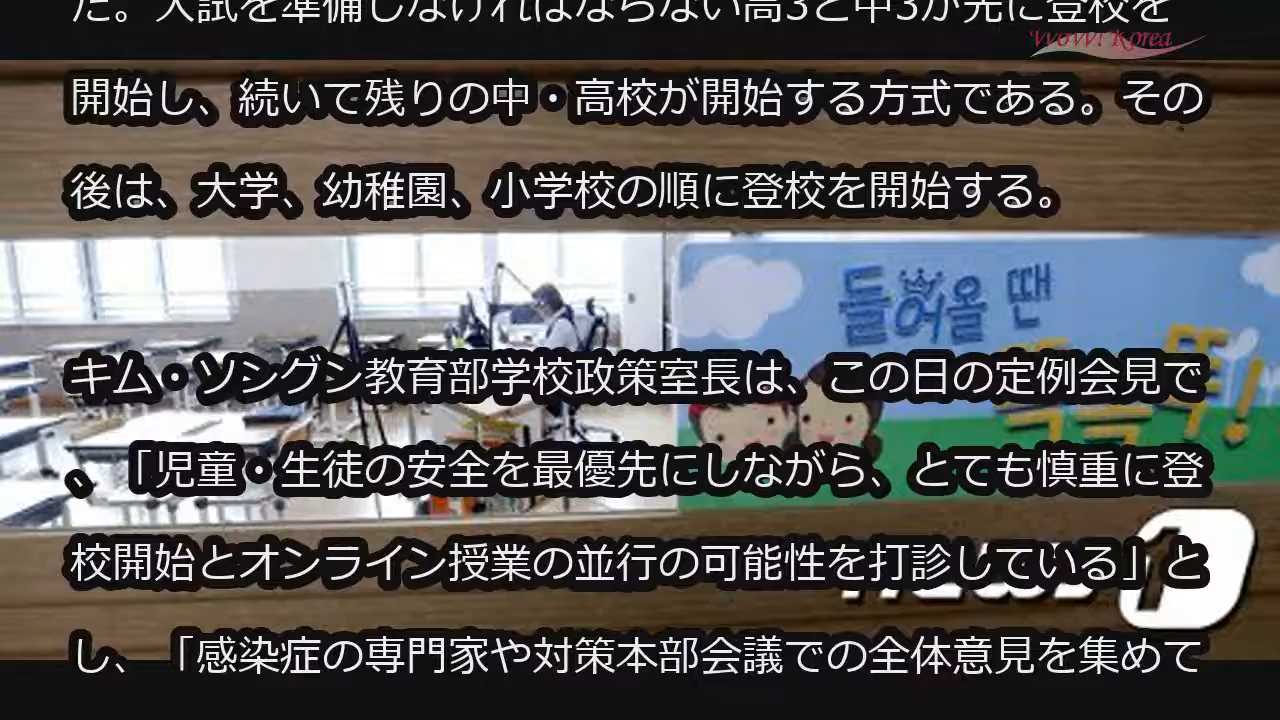 た。入試を準備しなければならない高3と中3が先に登校を
WoW! Korea
開始し、続いて残りの中・高校が開始する方式である。その
後は、大学、幼稚園、小学校の順に登校を開始する。
들어올 땐
キム・ソングン教育部学校政策室長は、この日の定例会見で
、「児童・生徒の安全を最優先にしながら、とても慎重に登
校開始とオンライン授業の並行の可能性を打診している」と
し、「感染症の専門家や対策本部会議での全体意見を集めて